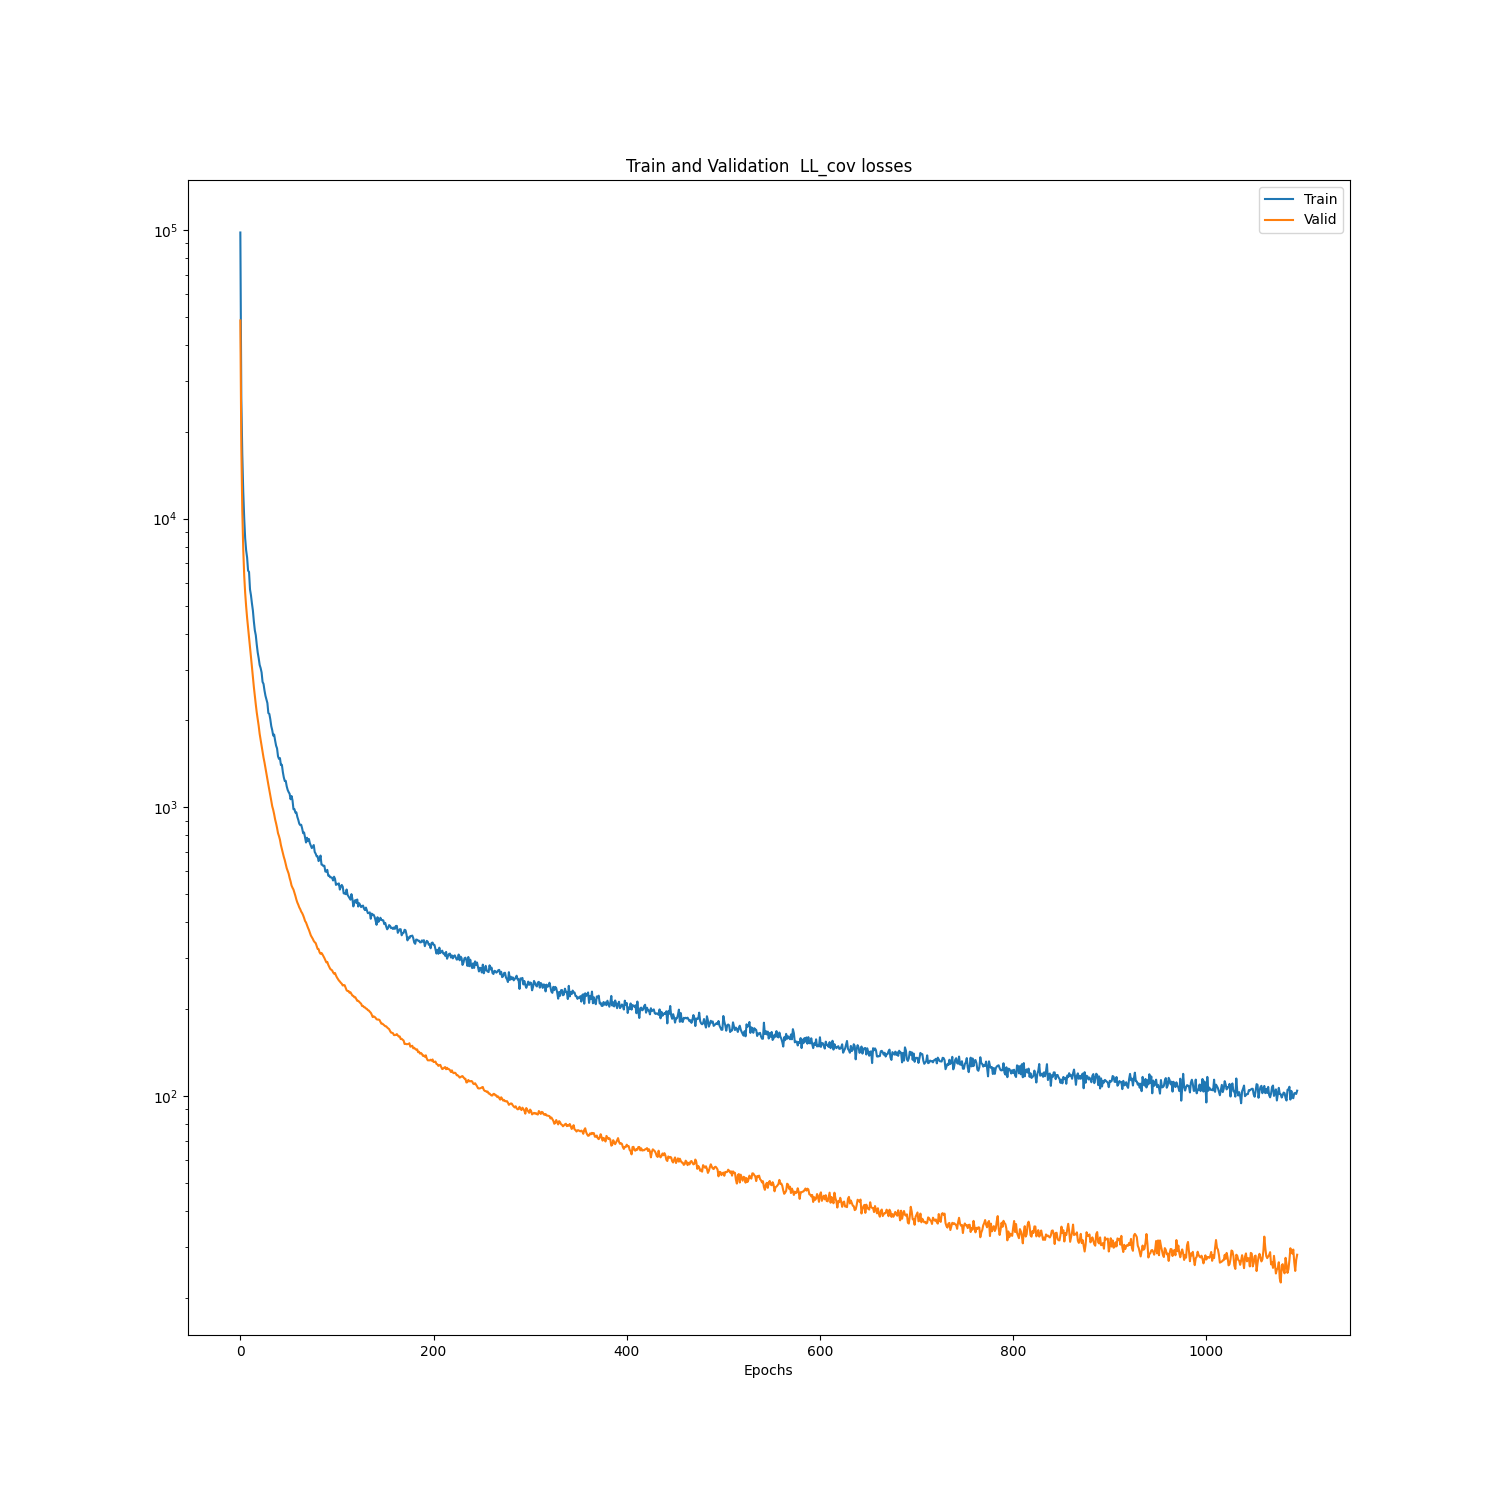 Train and Validation  LL_cov losses
Train
Valid
10^5
10^4
10^3
10^2
0 200 400 600 800 1000
Epochs